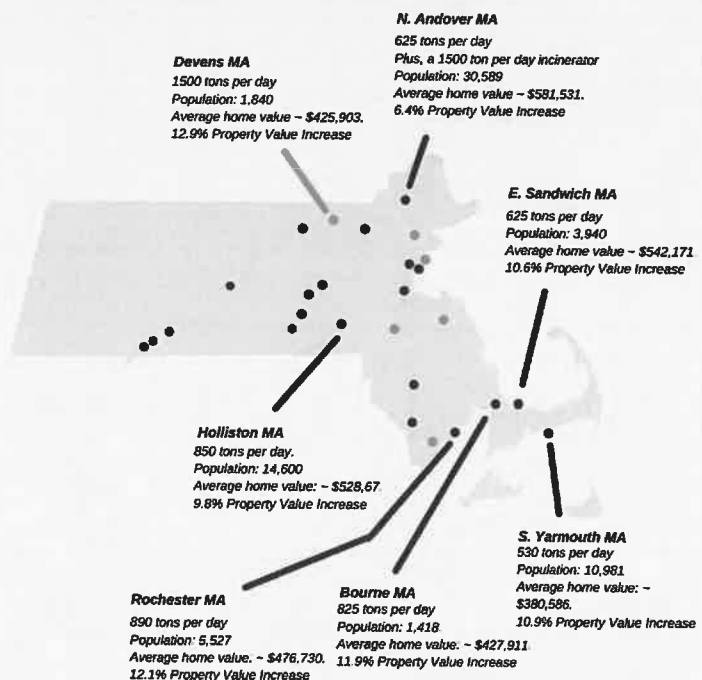 N. Andover MA
625 tons per day
Plus, a 1500 ton per day incinerator
Population: 30,589
Average home value ~ $581,531.
6.4% Property Value Increase
Devens MA
1500 tons per day
Population: 1,840
Average home value ~ $425,903.
12.9% Property Value Increase
E. Sandwich MA
625 tons per day
Population: 3,940
Average home value ~ $542,171
10.6% Property Value Increase
Holliston MA
850 tons per day.
Population: 14,600
Average home value: ~ $528,67.
9.8% Property Value Increase
S. Yarmouth MA
530 tons per day
Population: 10,981
Average home value: ~
$380,586.
10.9% Property Value Increase
Rochester MA
890 tons per day
Population: 5,527
Average home value. ~ $476,730.
12.1% Property Value Increase
Bourne MA
825 tons per day
Population: 1,418.
Average home value. ~ $427,911
11.9% Property Value Increase